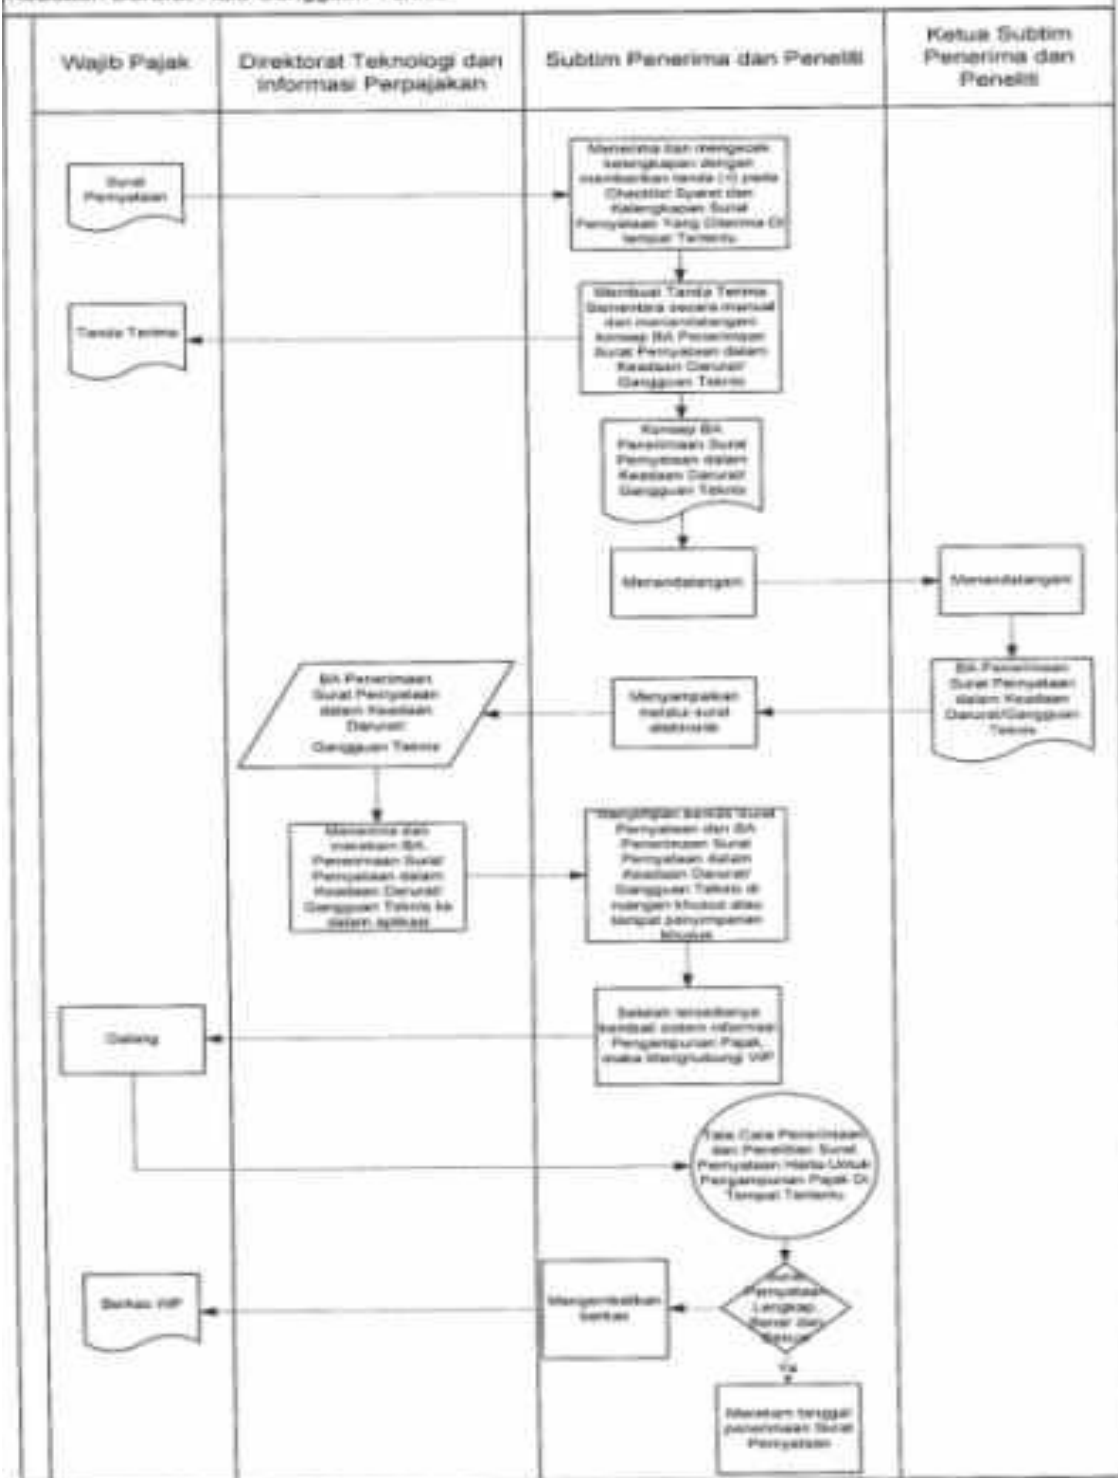 Wajib Pajak
Direktorat Teknologi dan
Informasi Perpajakan
Subtim Penerima dan Peneliti
Ketua Subtim
Penerima dan
Peneliti
Surat
Pernyataan
Menerima dan mengecek
kelengkapan dengan
memberikan tanda (√) pada
Checklist Syarat dan
Kelengkapan Surat
Pernyataan Yang Diterima Di
tempat Tertentu
Tanda Terima
Membuat Tanda Terima
Sementara secara manual
dan menandatangani
konsep BA Penerimaan
Surat Pernyataan dalam
Keadaan Darurat/
Gangguan Teknis
Konsep BA
Penerimaan Surat
Pernyataan dalam
Keadaan Darurat/
Gangguan Teknis
Menandatangani
Menandatangani
BA Penerimaan
Surat Pernyataan
dalam Keadaan
Darurat/
Gangguan Teknis
Menyampaikan
melalui surat
elektronik
BA Penerimaan
Surat Pernyataan
dalam Keadaan
Darurat/Gangguan
Teknis
Menerima dan
merekam BA
Penerimaan Surat
Pernyataan dalam
Keadaan Darurat/
Gangguan Teknis ke
dalam aplikasi
Menyimpan berkas Surat
Pernyataan dan BA
Penerimaan Surat
Pernyataan dalam
Keadaan Darurat/
Gangguan Teknis di
ruangan khusus atau
tempat penyimpanan
khusus
Datang
Setelah tersedianya
kembali sistem informasi
Pengampunan Pajak,
maka Menghubungi WP
Tata Cara Penerimaan
dan Penelitian Surat
Pernyataan Harta Untuk
Pengampunan Pajak Di
Tempat Tertentu
Berkas WP
Mengembalikan
berkas
Surat
Pernyataan
Lengkap,
Benar dan
Sesuai
Ya
Merekam tanggal
penerimaan Surat
Pernyataan